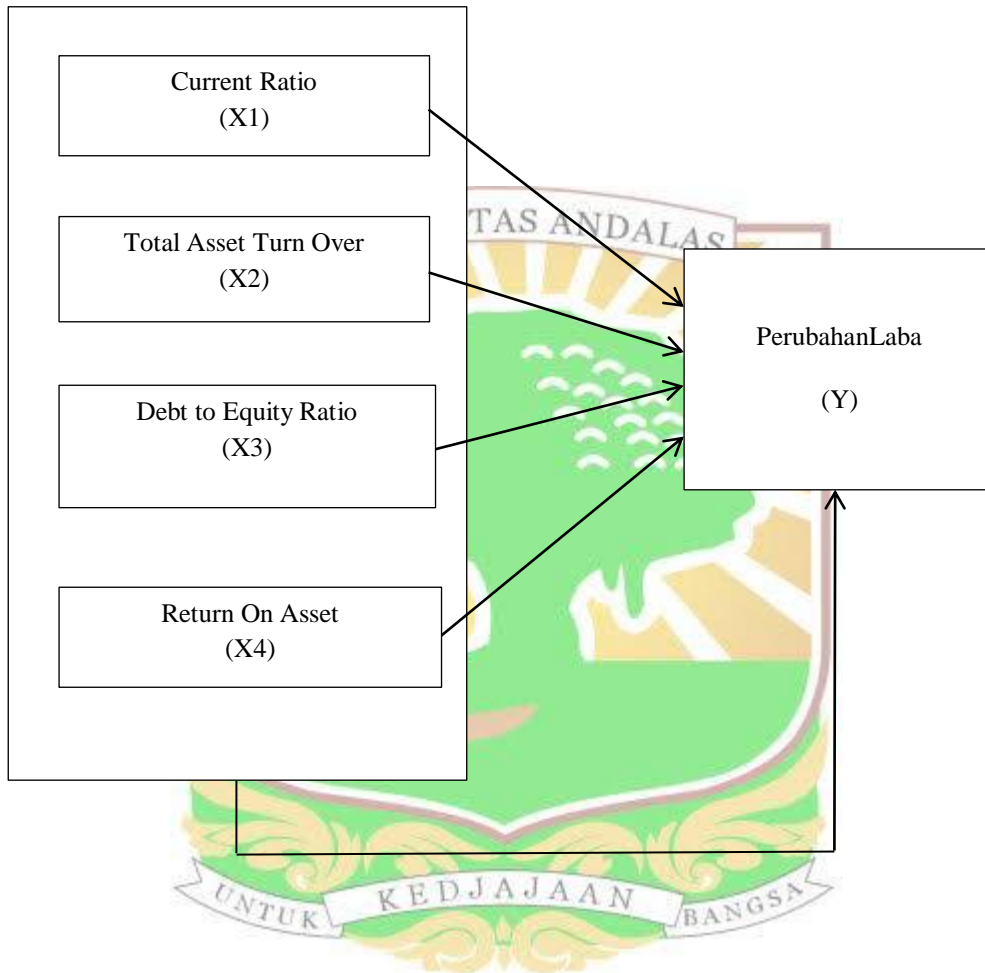 Current Ratio
(X1)
Total Asset Turn Over
(X2)
Debt to Equity Ratio
(X3)
Return On Asset
(X4)
TAS ANDALAS
PerubahanLaba
(Y)
UNTUK KEDJAJAAN BANGSA